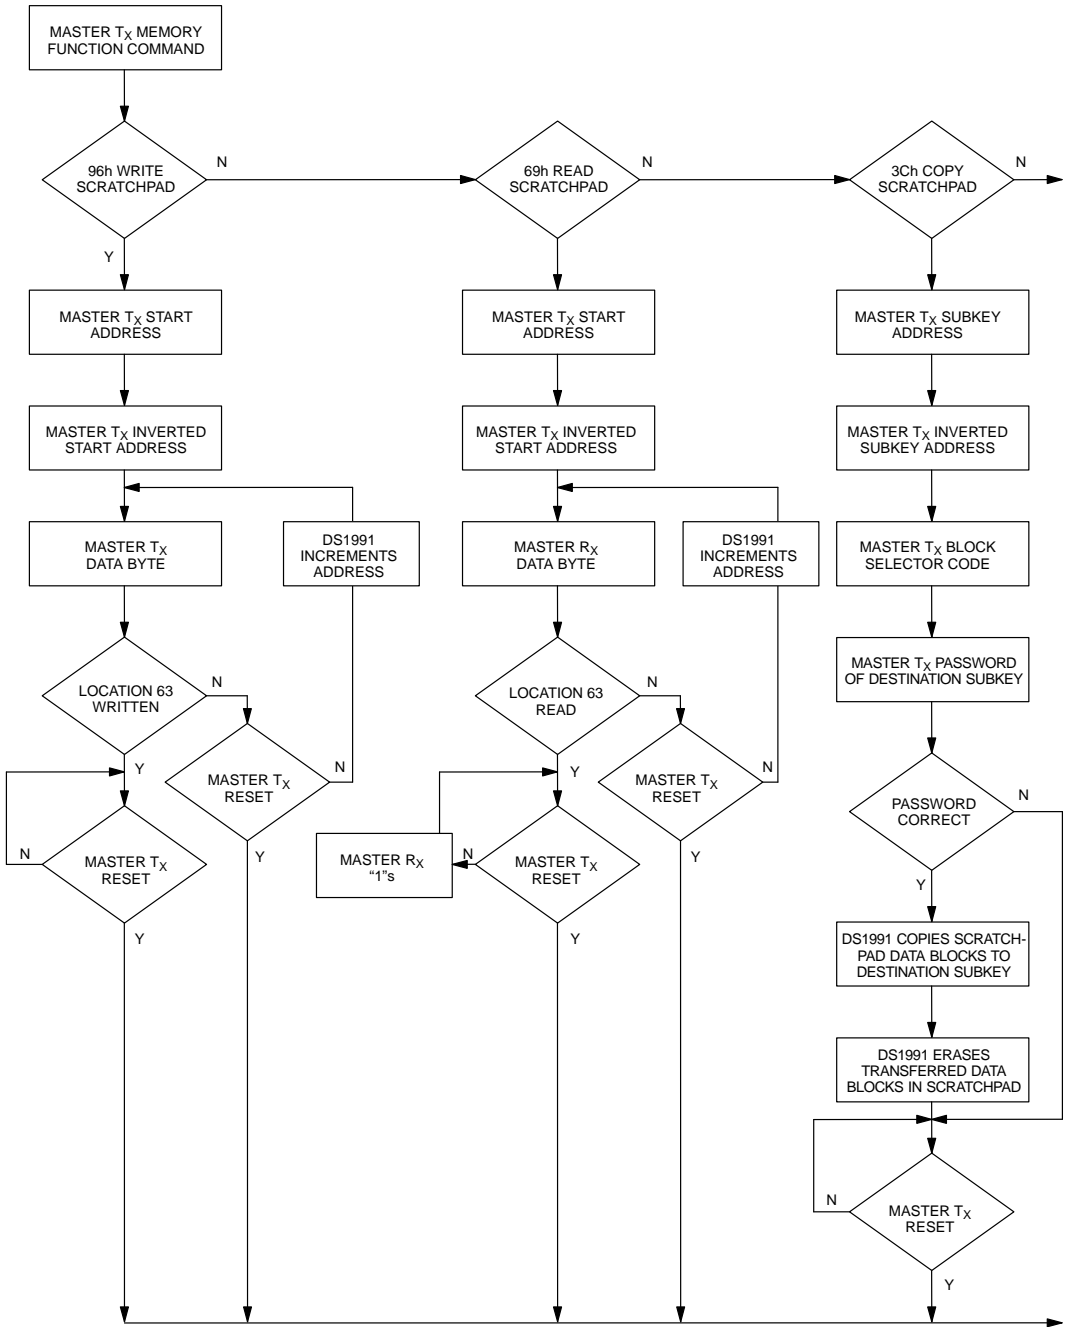 MASTER TX MEMORY
FUNCTION COMMAND
96h WRITE
SCRATCHPAD
N
Y
69h READ
SCRATCHPAD
N
3Ch COPY
SCRATCHPAD
N
MASTER TX START
ADDRESS
MASTER TX START
ADDRESS
MASTER TX SUBKEY
ADDRESS
MASTER TX INVERTED
START ADDRESS
MASTER TX INVERTED
START ADDRESS
MASTER TX INVERTED
SUBKEY ADDRESS
MASTER TX
DATA BYTE
DS1991
INCREMENTS
ADDRESS
MASTER RX
DATA BYTE
DS1991
INCREMENTS
ADDRESS
MASTER TX BLOCK
SELECTOR CODE
MASTER TX PASSWORD
OF DESTINATION SUBKEY
LOCATION 63
WRITTEN
N
Y
LOCATION 63
READ
N
Y
MASTER TX
RESET
N
Y
MASTER TX
RESET
N
Y
PASSWORD
CORRECT
N
Y
MASTER TX
RESET
N
Y
MASTER RX
“1”s
N
MASTER TX
RESET
Y
DS1991 COPIES SCRATCH-
PAD DATA BLOCKS TO
DESTINATION SUBKEY
DS1991 ERASES
TRANSFERRED DATA
BLOCKS IN SCRATCHPAD
N
MASTER TX
RESET
Y